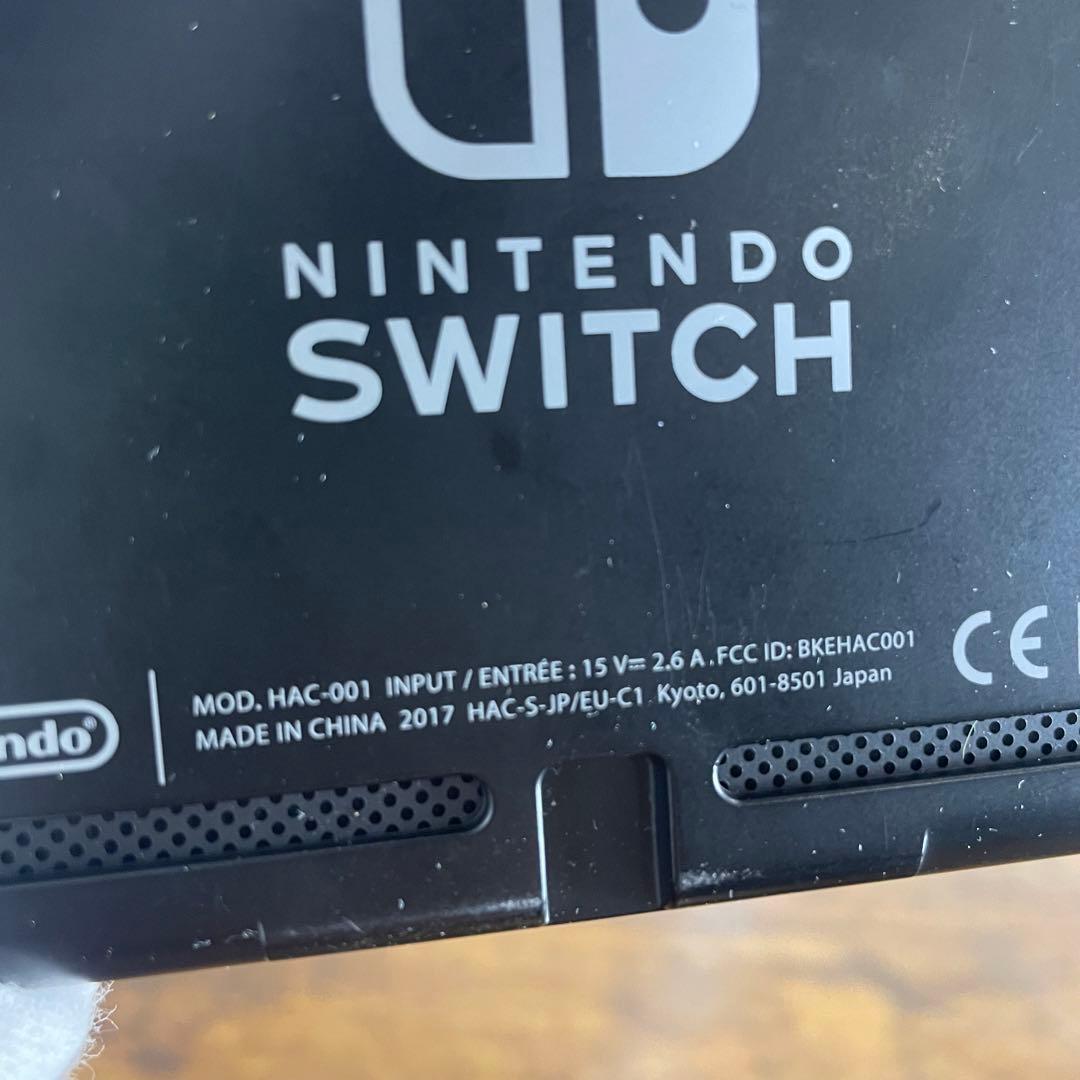 NINTENDO
SWITCH
MOD. HAC-001 INPUT / ENTRÉE : 15 V⎓ 2.6 A .FCC ID: BKEHAC001
MADE IN CHINA 2017 HAC-S-JP/EU-C1 Kyoto, 601-8501 Japan
ndo®
CE